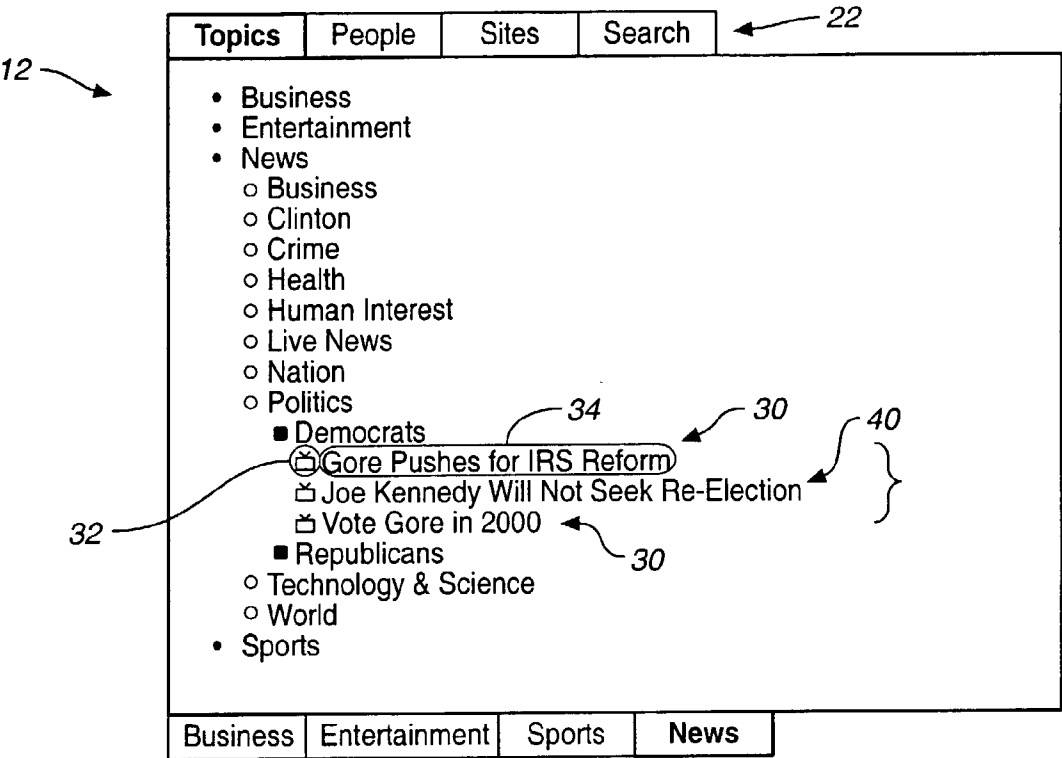 Topics People Sites Search 22
12
• Business
• Entertainment
• News
○ Business
○ Clinton
○ Crime
○ Health
○ Human Interest
○ Live News
○ Nation
○ Politics
34 30 40
■ Democrats
Gore Pushes for IRS Reform
Joe Kennedy Will Not Seek Re-Election
32
Vote Gore in 2000
30
■ Republicans
○ Technology & Science
○ World
• Sports
Business Entertainment Sports News